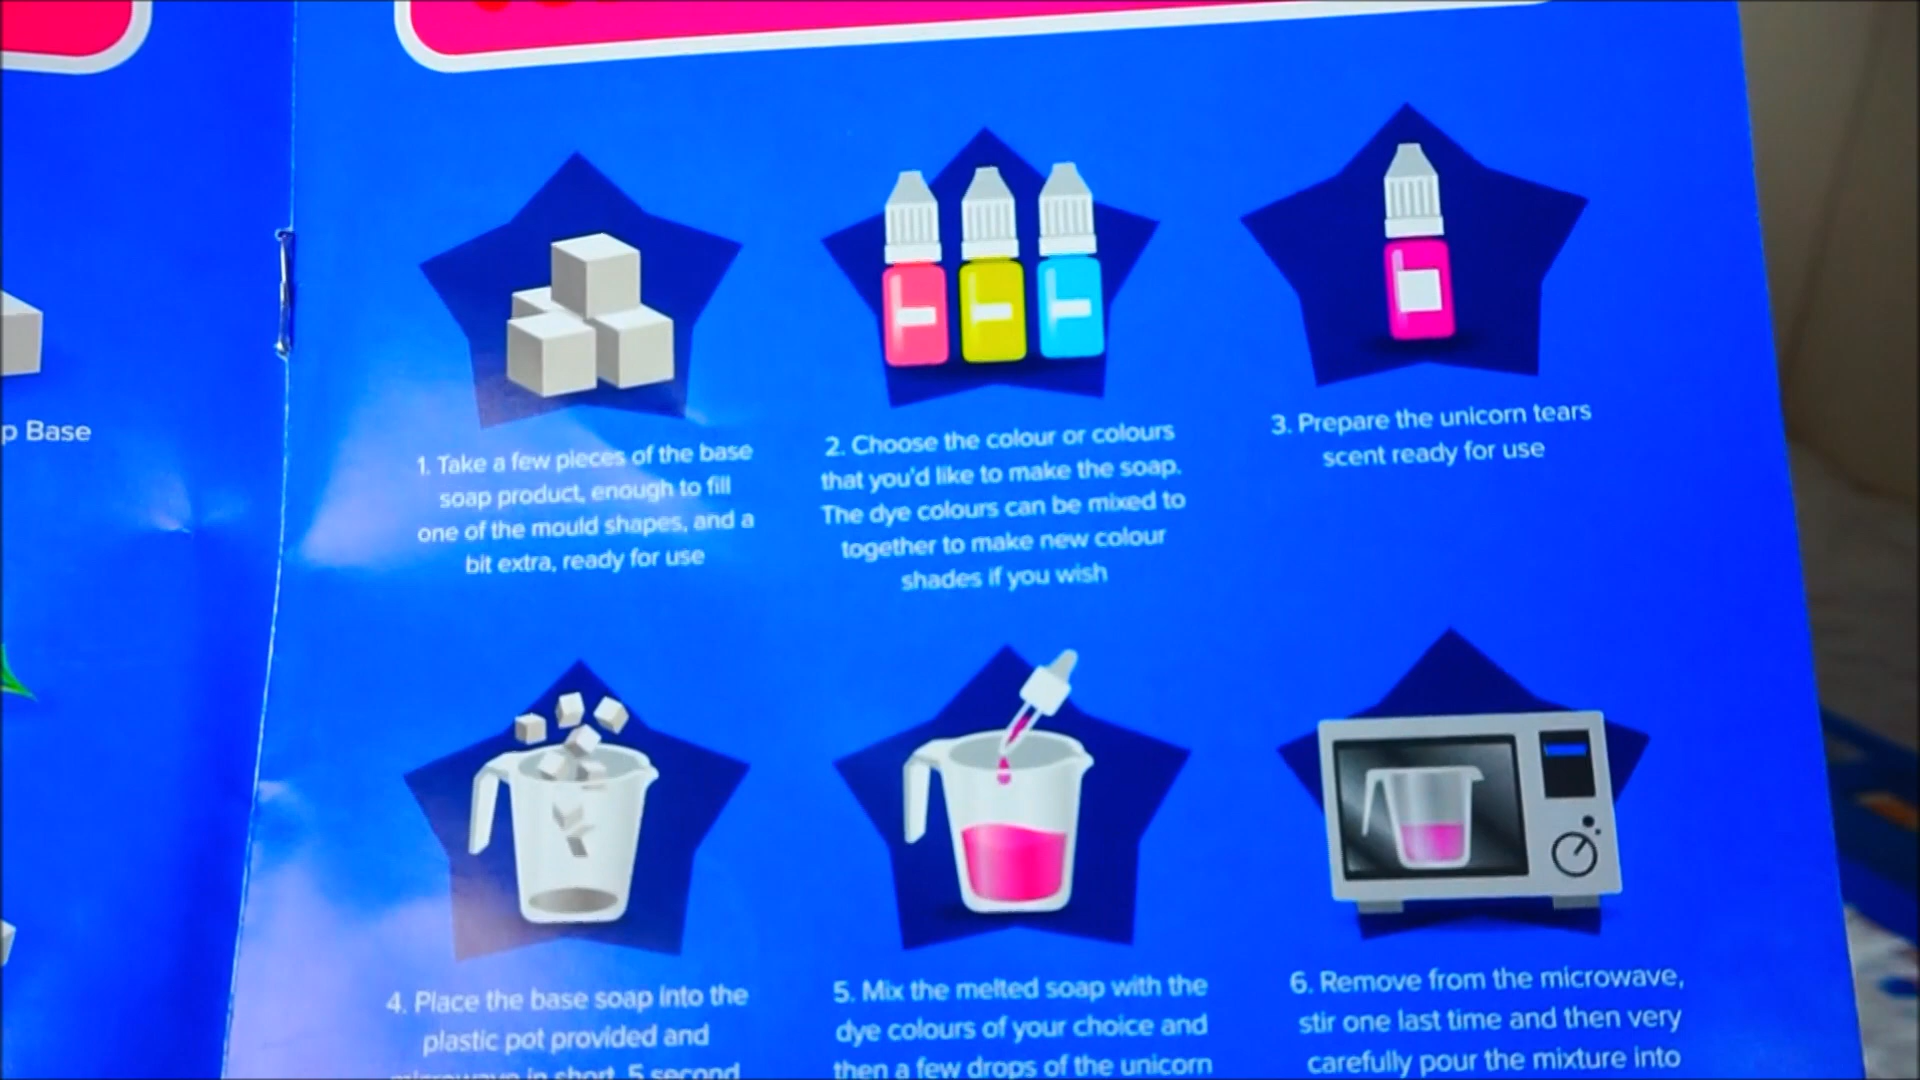 p Base
1. Take a few pieces of the base
soap product, enough to fill
one of the mould shapes, and a
bit extra, ready for use
2. Choose the colour or colours
that you'd like to make the soap.
The dye colours can be mixed to
together to make new colour
shades if you wish
3. Prepare the unicorn tears
scent ready for use
4. Place the base soap into the
plastic pot provided and
microwave in short, 5 second
5. Mix the melted soap with the
dye colours of your choice and
then a few drops of the unicorn
6. Remove from the microwave,
stir one last time and then very
carefully pour the mixture into